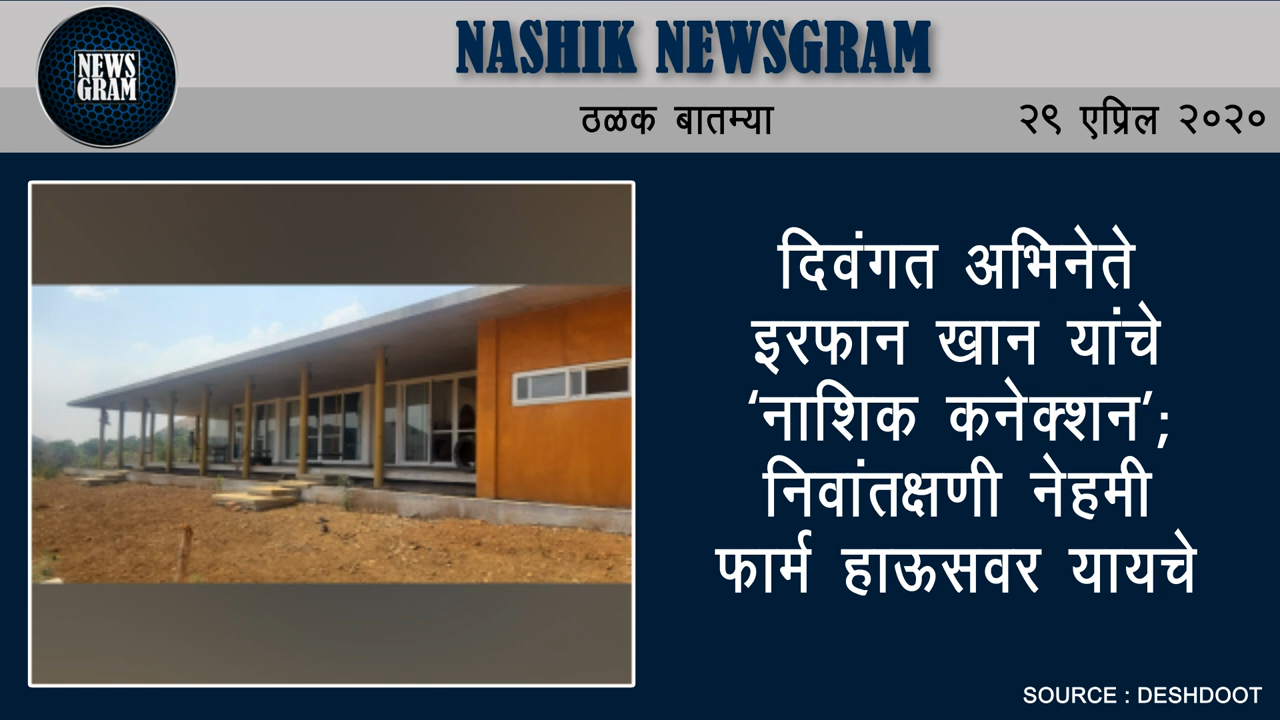 NEWS
GRAM
NASHIK NEWSGRAM
ठळक बातम्या
२९ एप्रिल २०२०
दिवंगत अभिनेते
इरफान खान यांचे
‘नाशिक कनेक्शन’;
निवांतक्षणी नेहमी
फार्म हाऊसवर यायचे
SOURCE : DESHDOOT